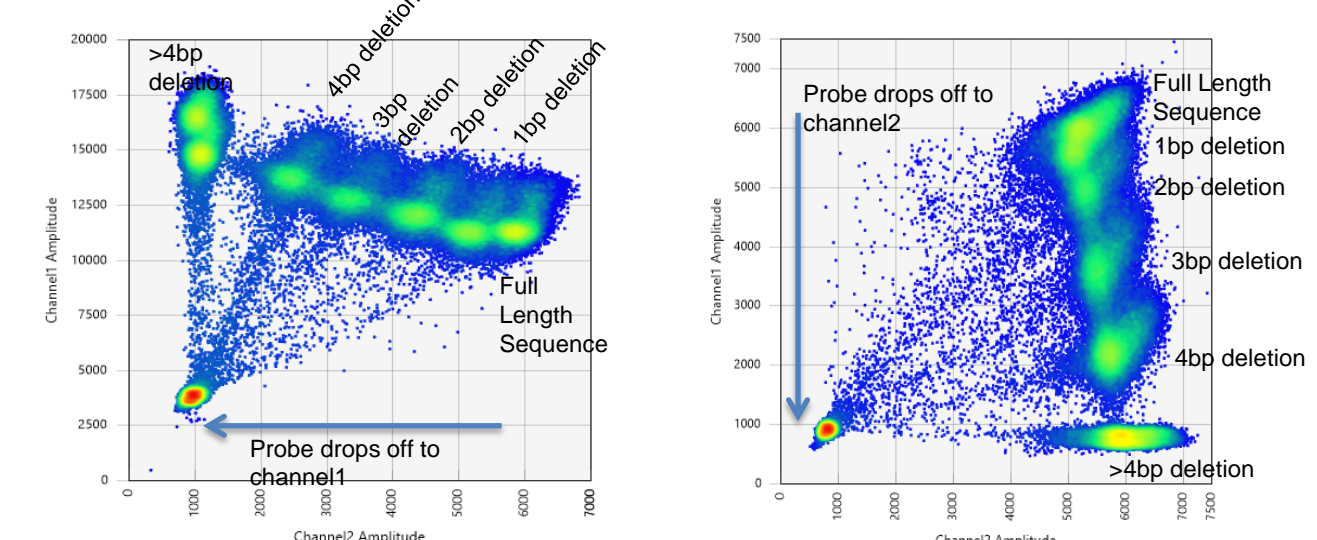 20000
17500
15000
12500
10000
7500
5000
2500
0
Channel1 Amplitude
>4bp
deletion
4bp deletion
3bp
deletion
2bp deletion
1bp deletion
Full
Length
Sequence
Probe drops off to
channel1
0
1000
2000
3000
4000
5000
6000
7000
Channel2 Amplitude
7500
7000
6000
5000
4000
3000
2000
1000
0
Channel1 Amplitude
Probe drops off to
channel2
Full Length
Sequence
1bp deletion
2bp deletion
3bp deletion
4bp deletion
>4bp deletion
0
1000
2000
3000
4000
5000
6000
7000
7500
Channel2 Amplitude